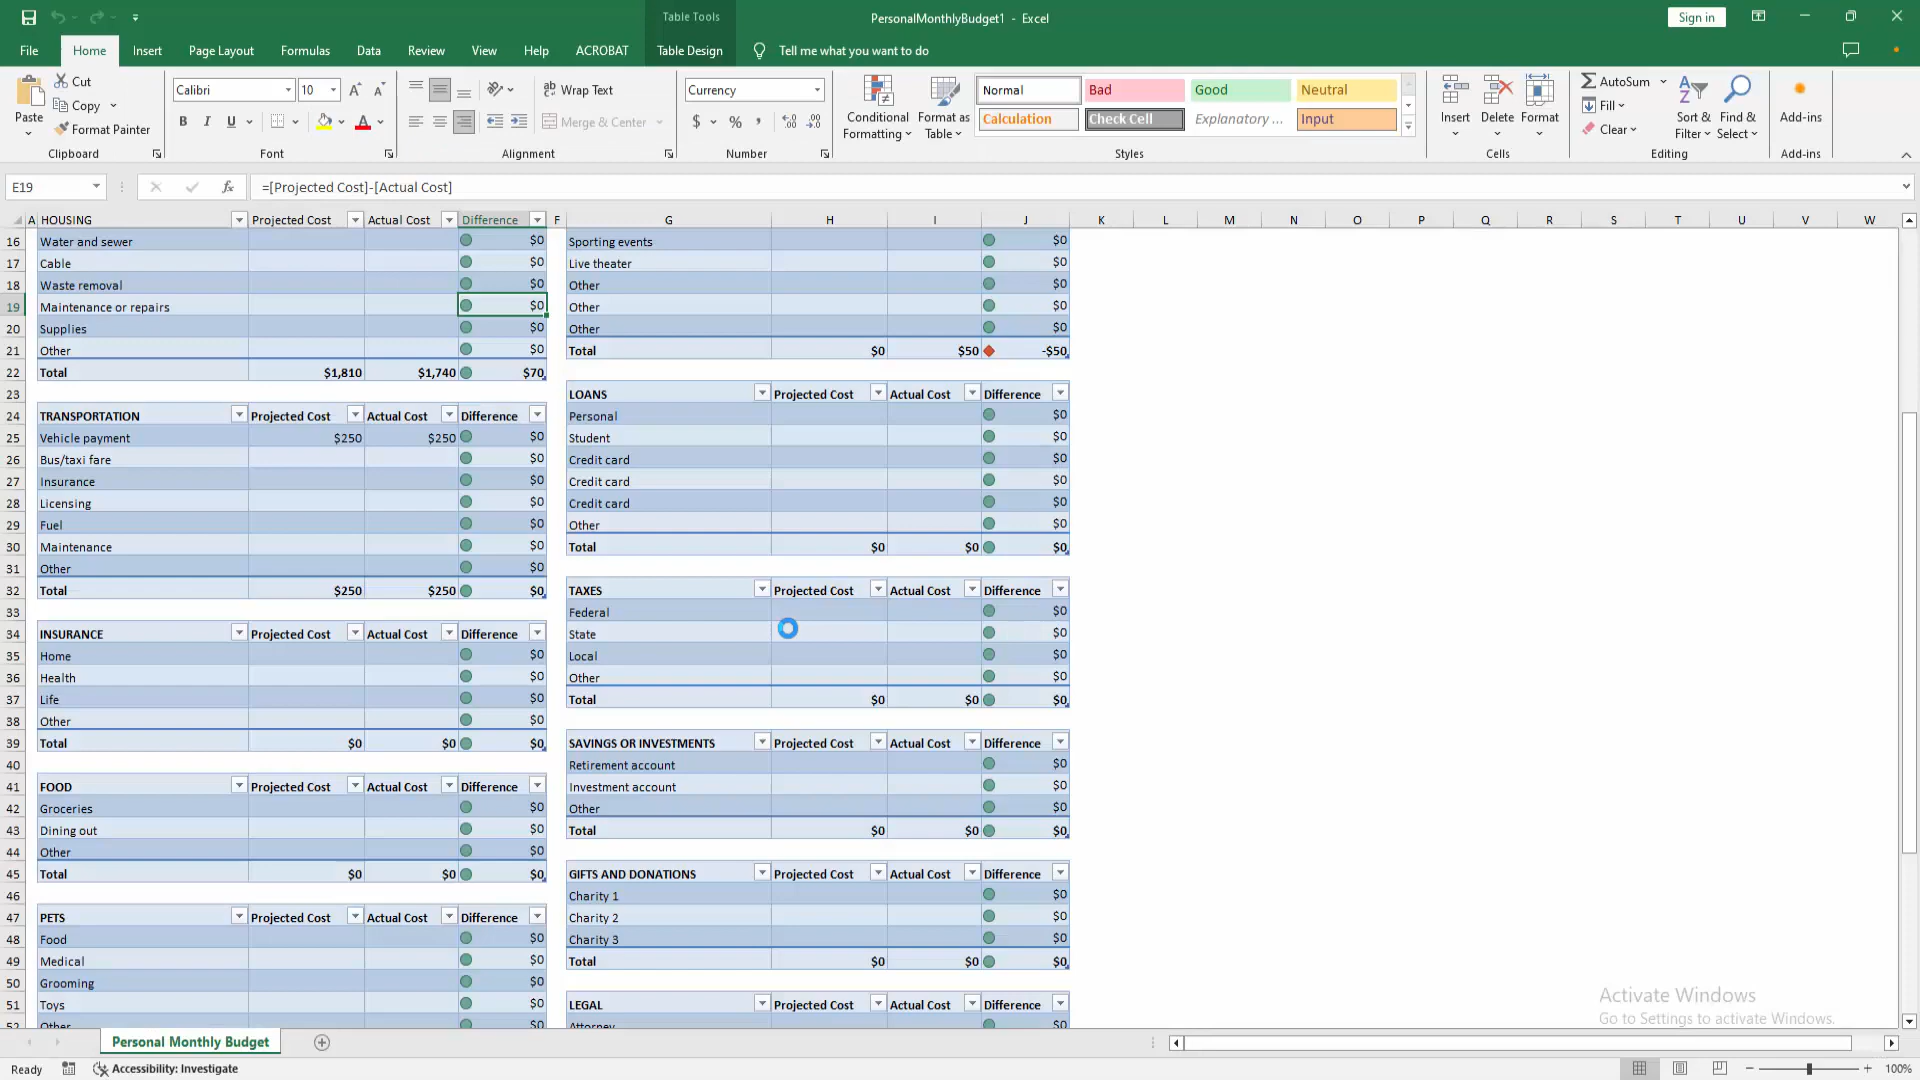 Table Tools
PersonalMonthlyBudget1 - Excel
Sign in
File Home Insert Page Layout Formulas Data Review View Help ACROBAT Table Design Tell me what you want to do
Paste
Cut
Copy
Format Painter
Clipboard
Calibri 10
B I U
Font
Wrap Text
Merge & Center
Alignment
Currency
$ % ,
Number
Conditional Formatting
Format as Table
Normal Bad Good Neutral
Calculation Check Cell Explanatory ... Input
Styles
Insert Delete Format
Cells
AutoSum
Fill
Clear
Sort & Filter
Find & Select
Editing
Add-ins
Add-ins
E19 fx =[Projected Cost]-[Actual Cost]
A HOUSING Projected Cost Actual Cost Difference F G H I J K L M N O P Q R S T U V W
16 Water and sewer $0 Sporting events $0
17 Cable $0 Live theater $0
18 Waste removal $0 Other $0
19 Maintenance or repairs $0 Other $0
20 Supplies $0 Other $0
21 Other $0 Total $0 $50 -$50
22 Total $1,810 $1,740 $70
23 LOANS Projected Cost Actual Cost Difference
24 TRANSPORTATION Projected Cost Actual Cost Difference Personal $0
25 Vehicle payment $250 $250 $0 Student $0
26 Bus/taxi fare $0 Credit card $0
27 Insurance $0 Credit card $0
28 Licensing $0 Credit card $0
29 Fuel $0 Other $0
30 Maintenance $0 Total $0 $0 $0
31 Other $0
32 Total $250 $250 $0 TAXES Projected Cost Actual Cost Difference
33 Federal $0
34 INSURANCE Projected Cost Actual Cost Difference State $0
35 Home $0 Local $0
36 Health $0 Other $0
37 Life $0 Total $0 $0 $0
38 Other $0
39 Total $0 $0 $0 SAVINGS OR INVESTMENTS Projected Cost Actual Cost Difference
40 Retirement account $0
41 FOOD Projected Cost Actual Cost Difference Investment account $0
42 Groceries $0 Other $0
43 Dining out $0 Total $0 $0 $0
44 Other $0
45 Total $0 $0 $0 GIFTS AND DONATIONS Projected Cost Actual Cost Difference
46 Charity 1 $0
47 PETS Projected Cost Actual Cost Difference Charity 2 $0
48 Food $0 Charity 3 $0
49 Medical $0 Total $0 $0 $0
50 Grooming $0
51 Toys $0 LEGAL Projected Cost Actual Cost Difference
52 Other $0 Attorney $0
Activate Windows
Go to Settings to activate Windows.
Personal Monthly Budget
Ready Accessibility: Investigate 100%